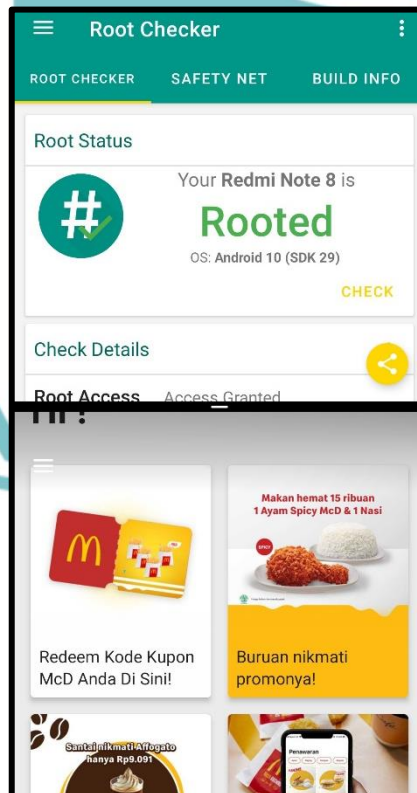 Root Checker
ROOT CHECKER SAFETY NET BUILD INFO
Root Status
Your Redmi Note 8 is
Rooted
OS: Android 10 (SDK 29)
CHECK
Check Details
Root Access Access Granted
Makan hemat 15 ribuan
1 Ayam Spicy McD & 1 Nasi
SPICY
Redeem Kode Kupon
McD Anda Di Sini!
Buruan nikmati
promonya!
Santai nikmati Affogato
hanya Rp9.091
Penawaran